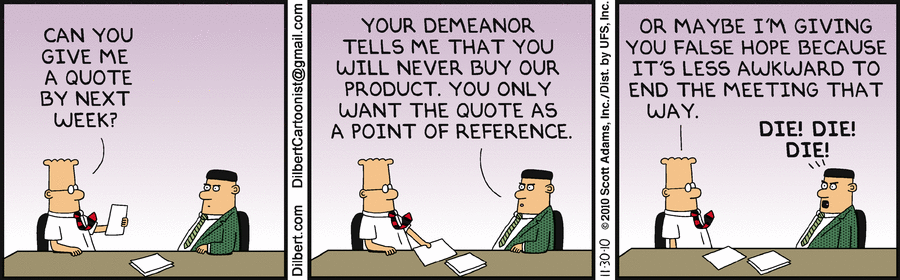 CAN YOU
GIVE ME
A QUOTE
BY NEXT
WEEK?
Dilbert.com DilbertCartoonist@gmail.com
YOUR DEMEANOR
TELLS ME THAT YOU
WILL NEVER BUY OUR
PRODUCT. YOU ONLY
WANT THE QUOTE AS
A POINT OF REFERENCE.
11-30-10 © 2010 Scott Adams, Inc./Dist. by UFS, Inc.
OR MAYBE I'M GIVING
YOU FALSE HOPE BECAUSE
IT'S LESS AWKWARD TO
END THE MEETING THAT
WAY.
DIE! DIE!
DIE!